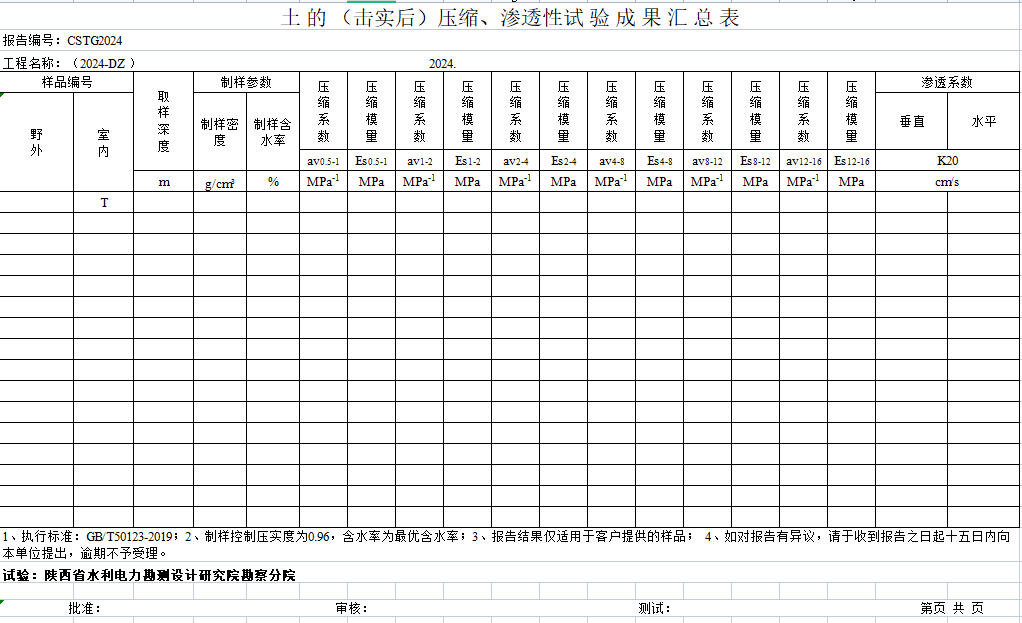 土 的 （击实后）压缩、渗透性试 验 成 果 汇 总 表
报告编号：CSTG2024
工程名称：（2024-DZ ） 2024.
样品编号 取样深度 制样参数 压缩系数 压缩模量 压缩系数 压缩模量 压缩系数 压缩模量 压缩系数 压缩模量 压缩系数 压缩模量 压缩系数 压缩模量 渗透系数
野外 室内 制样密度 制样含水率 垂直 水平
av0.5-1 Es0.5-1 av1-2 Es1-2 av2-4 Es2-4 av4-8 Es4-8 av8-12 Es8-12 av12-16 Es12-16 K20
m g/cm³ % MPa-1 MPa MPa-1 MPa MPa-1 MPa MPa-1 MPa MPa-1 MPa MPa-1 MPa cm/s
T
1、执行标准：GB/T50123-2019；2、制样控制压实度为0.96，含水率为最优含水率；3、报告结果仅适用于客户提供的样品； 4、如对报告有异议，请于收到报告之日起十五日内向
本单位提出，逾期不予受理。
试验：陕西省水利电力勘测设计研究院勘察分院
批准： 审核： 测试： 第页 共 页